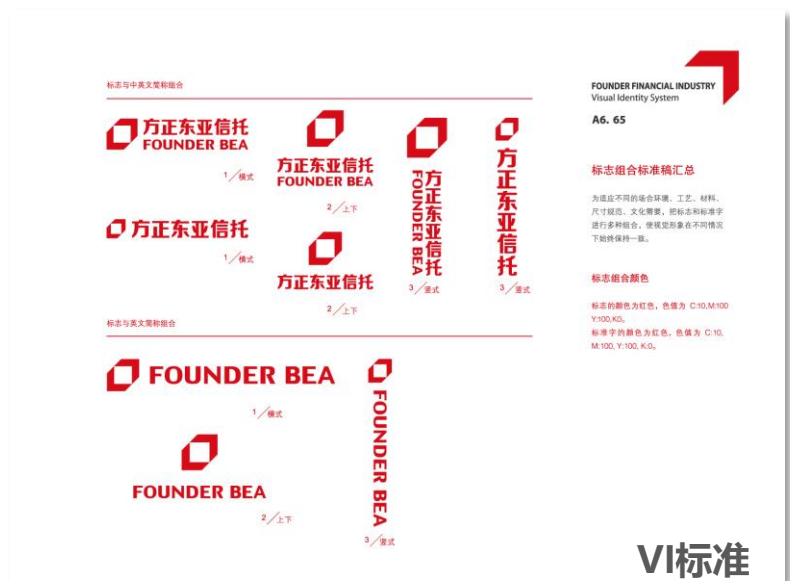 标志与中英文简称组合
方正东亚信托
FOUNDER BEA
1/横式
方正东亚信托
FOUNDER BEA
2/上下
方正东亚信托
FOUNDER BEA
3/竖式
方正东亚信托
3/竖式
方正东亚信托
1/横式
方正东亚信托
2/上下
标志与英文简称组合
FOUNDER BEA
1/横式
FOUNDER BEA
2/上下
FOUNDER BEA
3/竖式
FOUNDER FINANCIAL INDUSTRY
Visual Identity System
A6. 65
标志组合标准稿汇总
为适应不同的场合环境、工艺、材料、
尺寸规范、文化需要，把标志和标准字
进行多种组合，使视觉形象在不同情况
下始终保持一致。
标志组合颜色
标志的颜色为红色，色值为 C:10,M:100
Y:100,K0。
标准字的颜色为红色，色值为 C:10,
M:100, Y:100, K:0。
VI标准